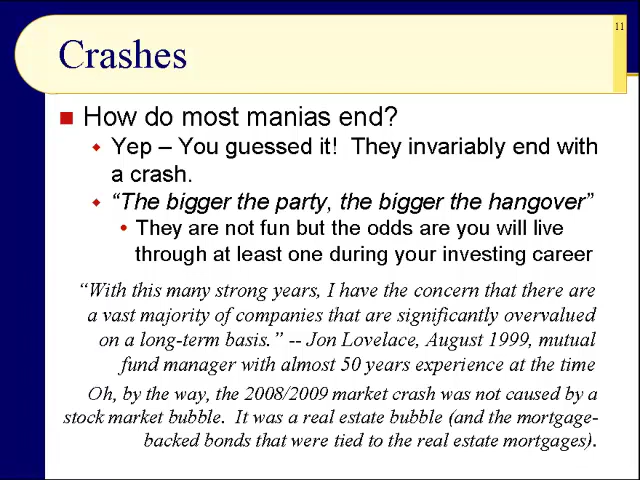 11
Crashes
How do most manias end?
Yep – You guessed it!  They invariably end with
a crash.
“The bigger the party, the bigger the hangover”
They are not fun but the odds are you will live
through at least one during your investing career
“With this many strong years, I have the concern that there are
a vast majority of companies that are significantly overvalued
on a long-term basis.” -- Jon Lovelace, August 1999, mutual
fund manager with almost 50 years experience at the time
Oh, by the way, the 2008/2009 market crash was not caused by a
stock market bubble.  It was a real estate bubble (and the mortgage-
backed bonds that were tied to the real estate mortgages).